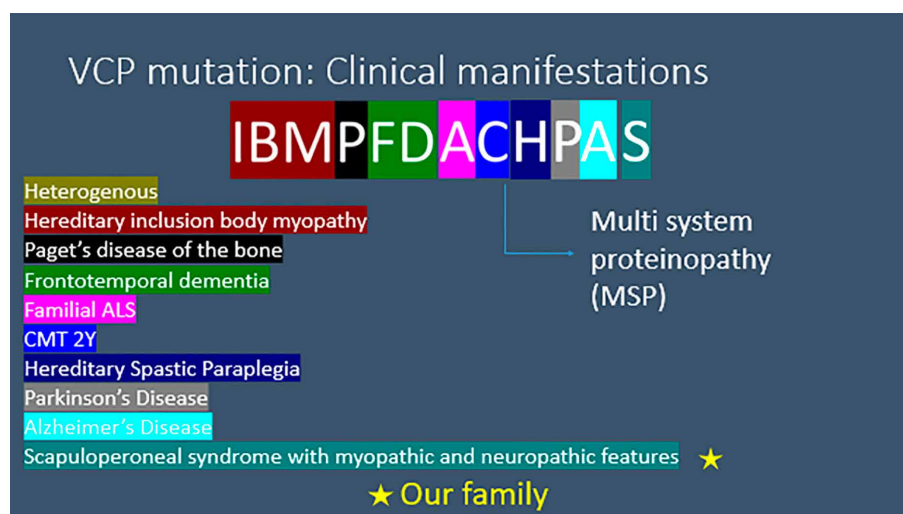 VCP mutation: Clinical manifestations
IBMPFDACHPAS
Heterogenous
Hereditary inclusion body myopathy
Paget's disease of the bone
Frontotemporal dementia
Familial ALS
CMT 2Y
Hereditary Spastic Paraplegia
Parkinson's Disease
Alzheimer's Disease
Scapuloperoneal syndrome with myopathic and neuropathic features
Multi system
proteinopathy
(MSP)
Our family